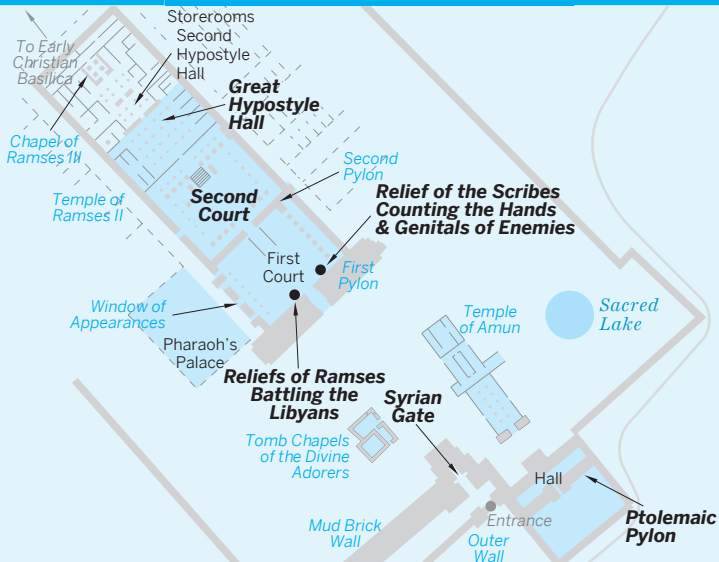 Storerooms
Second
Hypostyle
Hall
To Early
Christian
Basilica
Great
Hypostyle
Hall
Chapel of
Ramses III
Second
Pylon
Temple of
Ramses II
Second
Court
Relief of the Scribes
Counting the Hands
& Genitals of Enemies
First
Court
First
Pylon
Window of
Appearances
Temple
of Amun
Sacred
Lake
Pharaoh's
Palace
Reliefs of Ramses
Battling the
Libyans
Syrian
Gate
Tomb Chapels
of the Divine
Adorers
Hall
Mud Brick
Wall
Entrance
Outer
Wall
Ptolemaic
Pylon